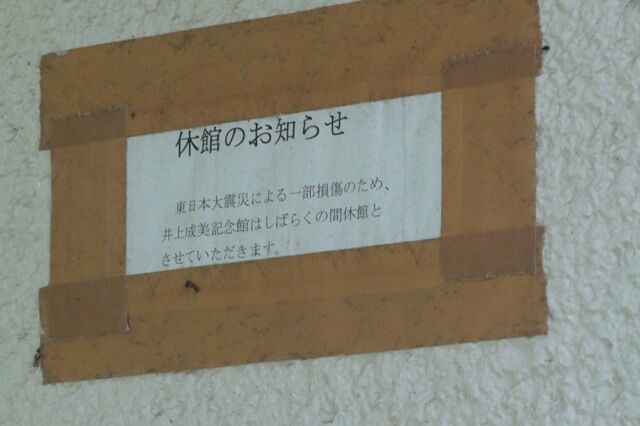 休館のお知らせ
東日本大震災による一部損傷のため、
井上成美記念館はしばらくの間休館と
させていただきます。